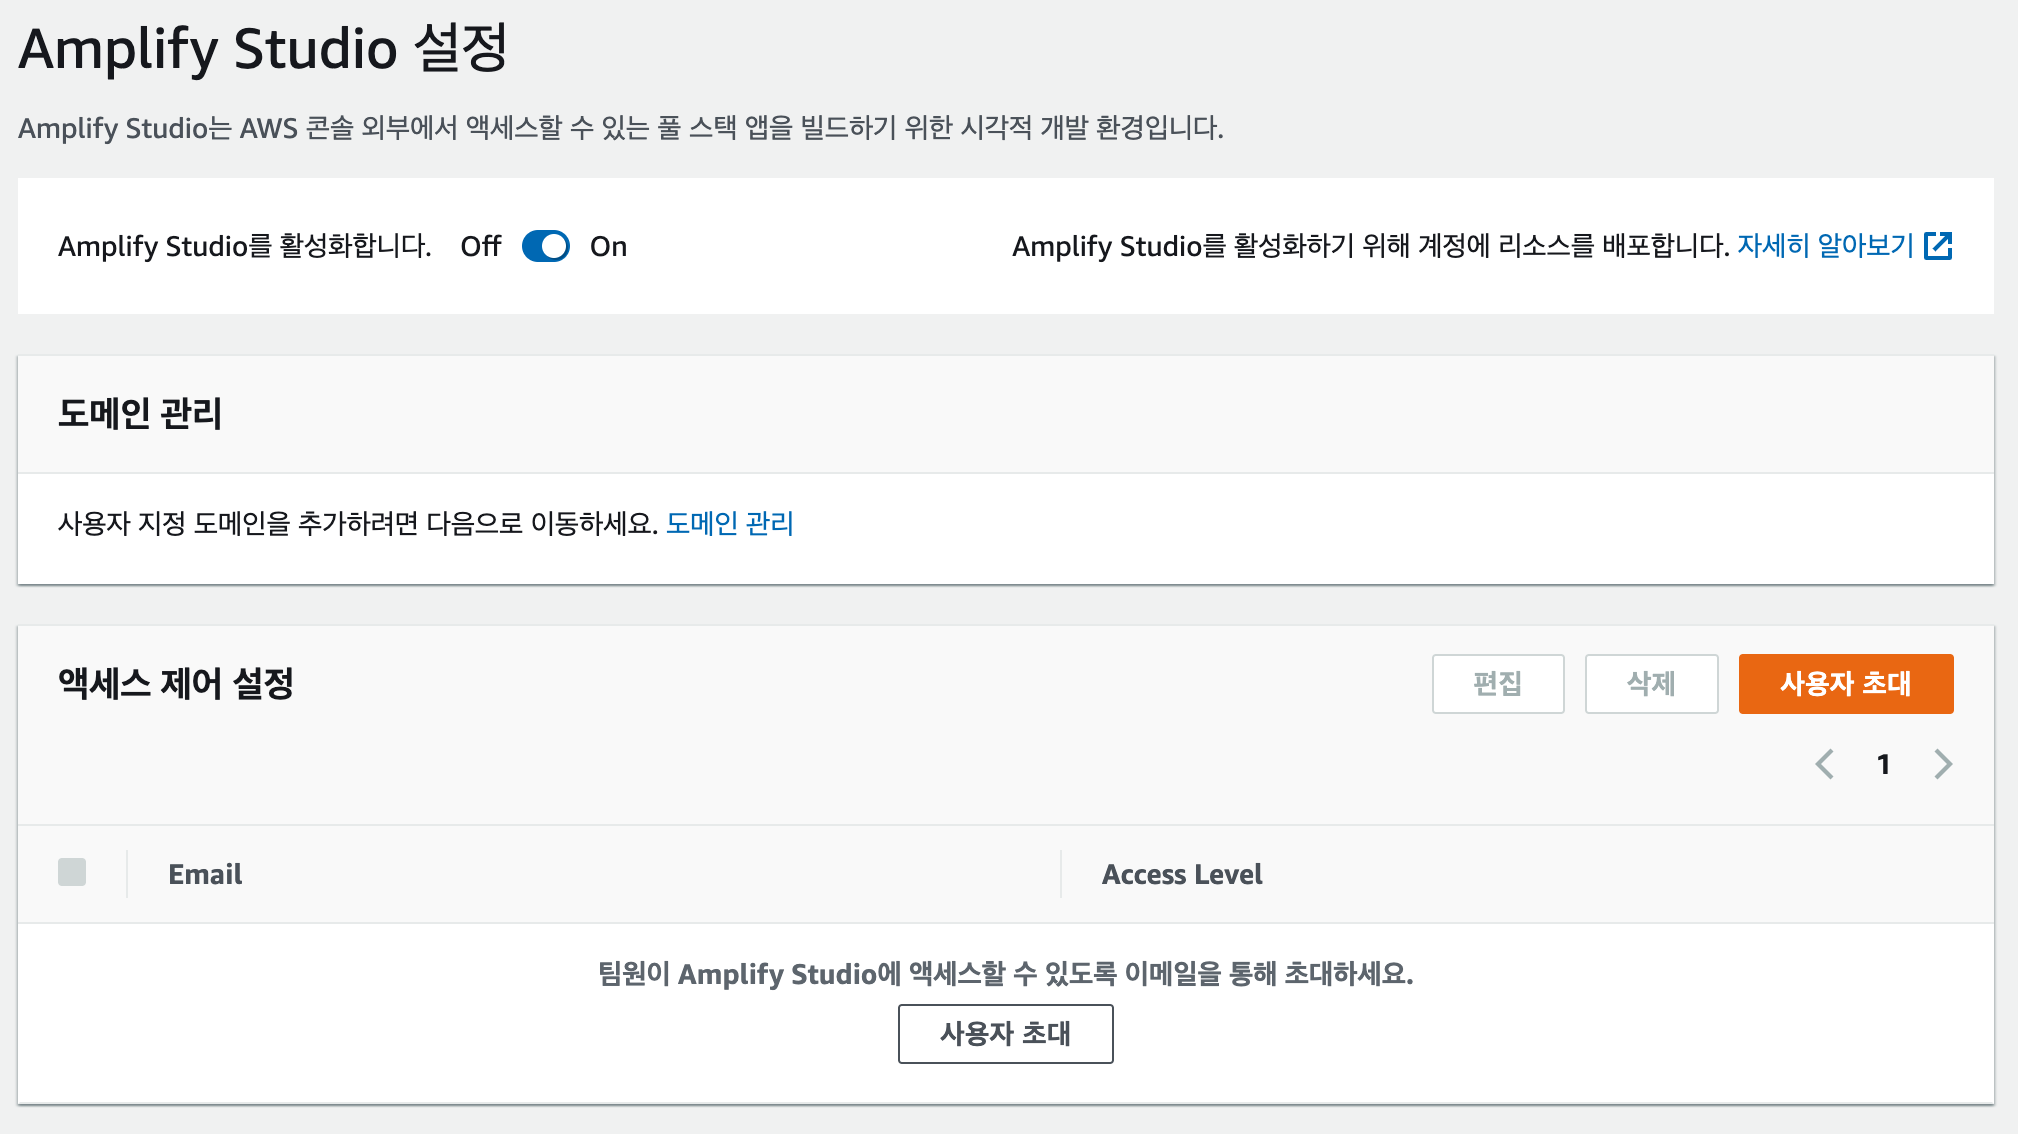 Amplify Studio 설정
Amplify Studio는 AWS 콘솔 외부에서 액세스할 수 있는 풀 스택 앱을 빌드하기 위한 시각적 개발 환경입니다.
Amplify Studio를 활성화합니다. Off On Amplify Studio를 활성화하기 위해 계정에 리소스를 배포합니다. 자세히 알아보기
도메인 관리
사용자 지정 도메인을 추가하려면 다음으로 이동하세요. 도메인 관리
액세스 제어 설정 편집 삭제 사용자 초대
1
Email Access Level
팀원이 Amplify Studio에 액세스할 수 있도록 이메일을 통해 초대하세요.
사용자 초대